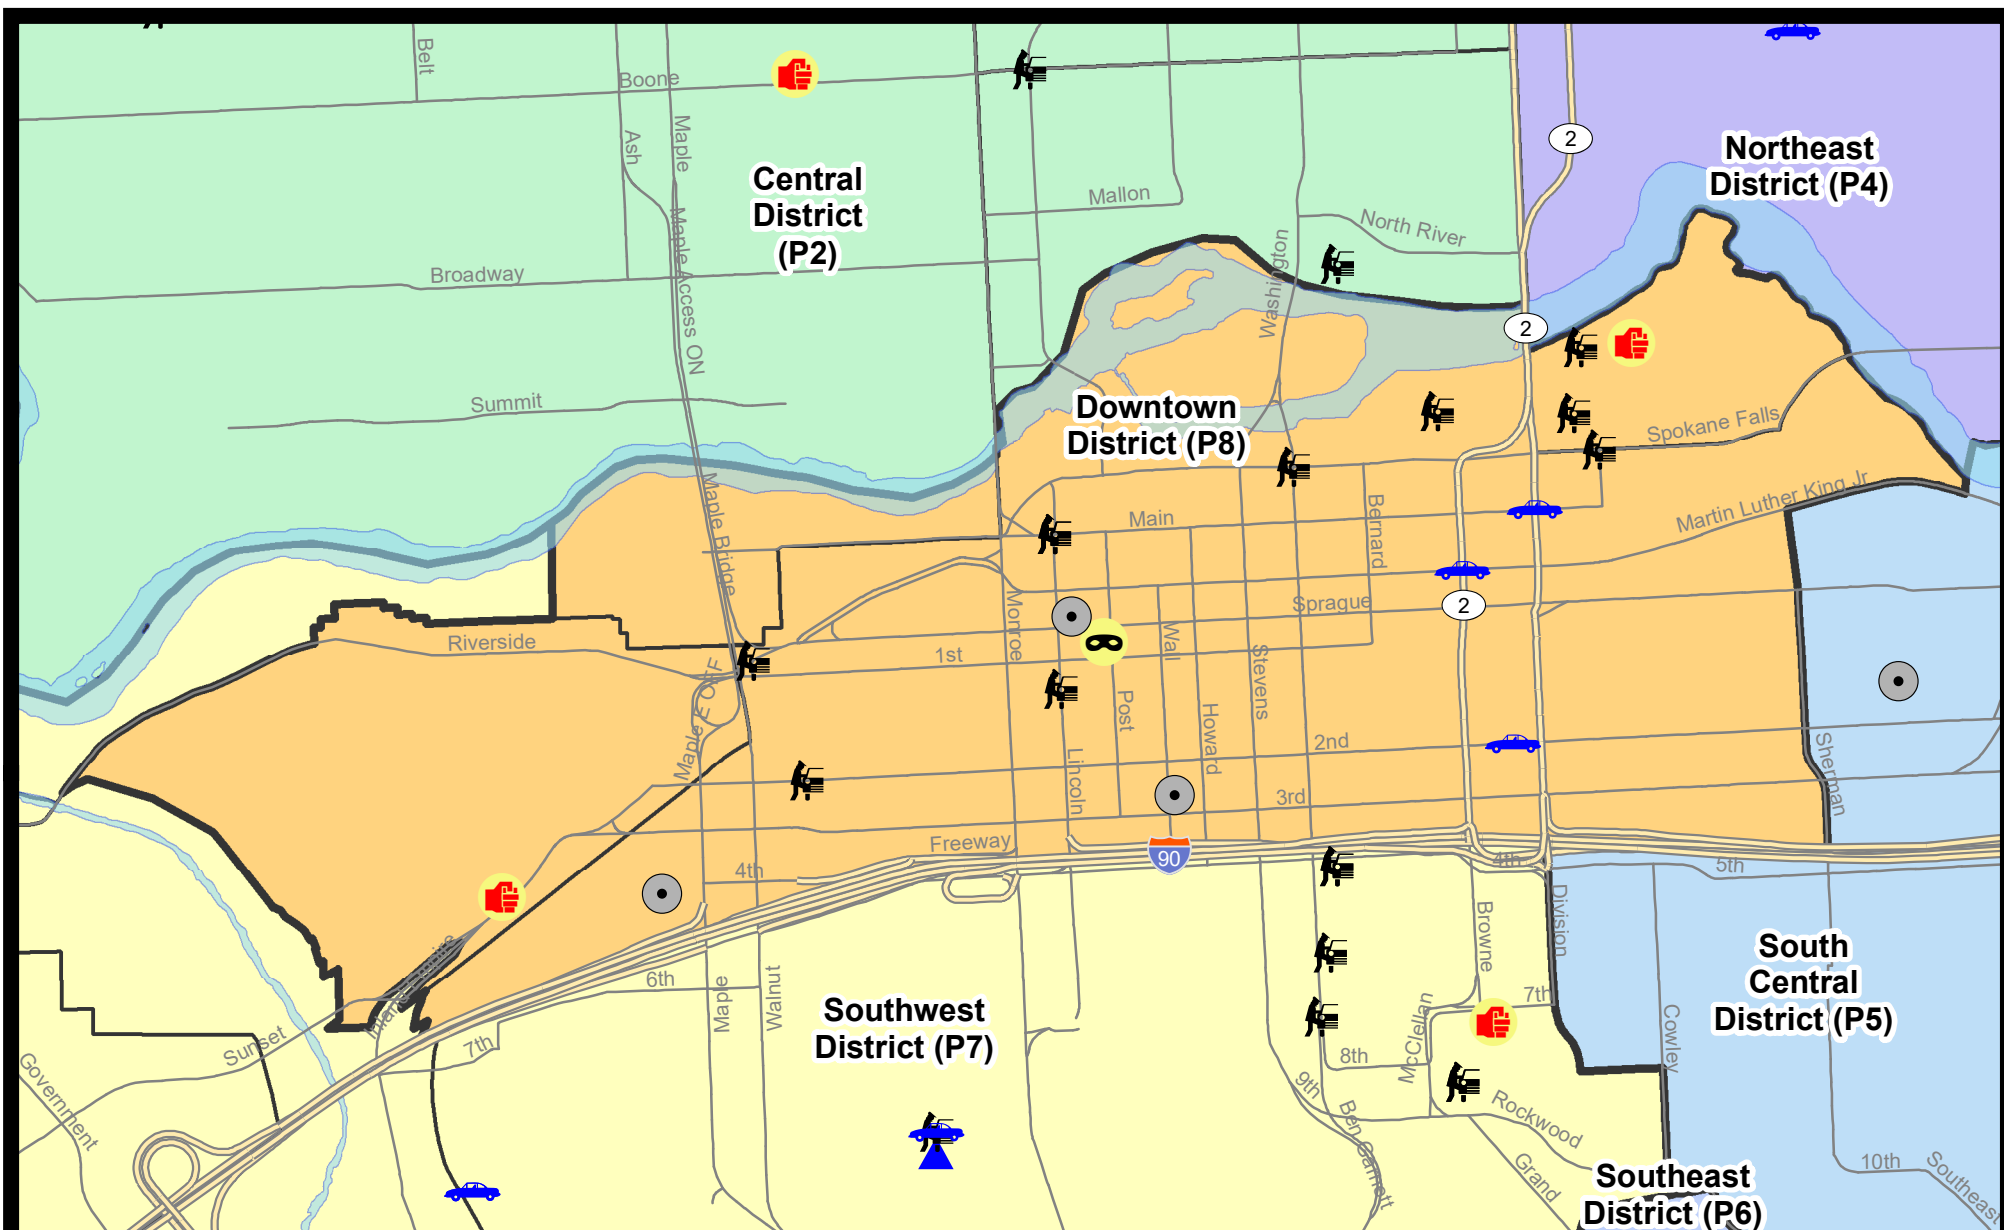 Belt
Boone
Ash
Maple
2
Northeast
District (P4)
Central
District
(P2)
Mallon
North River
Maple Access ON
Washington
Broadway
2
Summit
Downtown
District (P8)
Spokane Falls
Maple Bridge
Main
Bernard
Martin Luther King Jr
Sprague
2
Monroe
Riverside
1st
Wall
Stevens
Maple E OFF
Post
Howard
2nd
Lincoln
Sherman
3rd
Freeway
90
4th
4th
5th
Browne
Division
6th
South
Central
District (P5)
Maple
Walnut
Southwest
District (P7)
7th
McClellan
Cowley
Sunset
7th
8th
Government
9th
Ben Garnett
Rockwood
Grand
10th
Southeast
Southeast
District (P6)